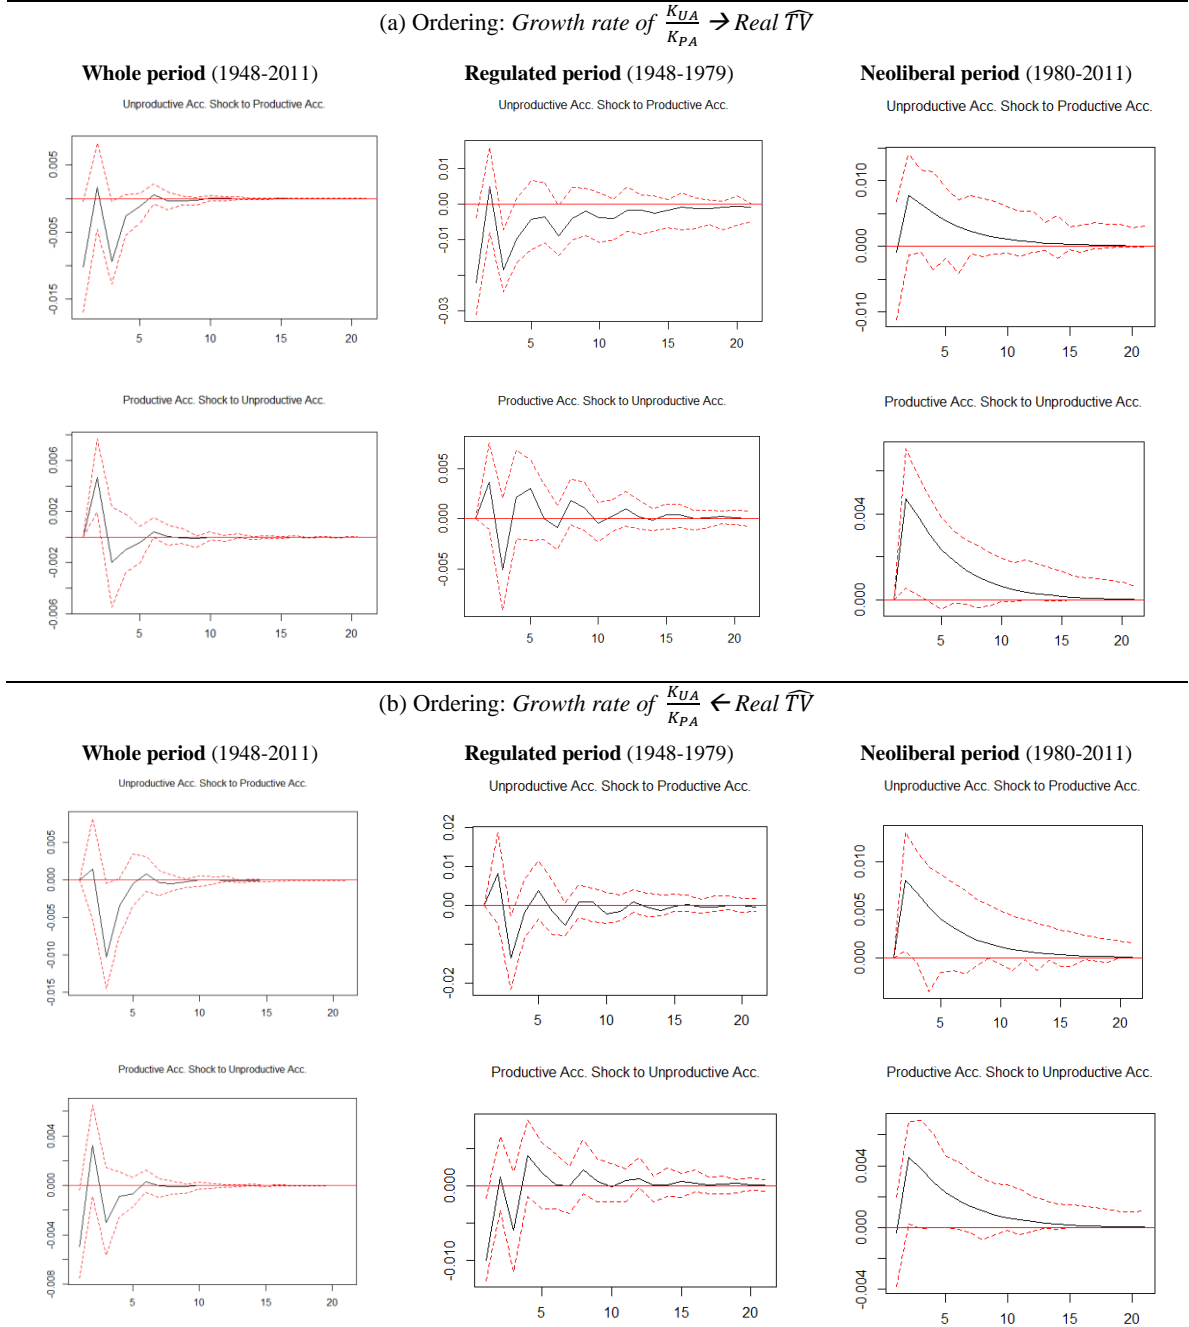 (a) Ordering: Growth rate of K_UA/K_PA → Real T͡V
Whole period (1948-2011) Regulated period (1948-1979) Neoliberal period (1980-2011)
Unproductive Acc. Shock to Productive Acc. Unproductive Acc. Shock to Productive Acc. Unproductive Acc. Shock to Productive Acc.
0.005 0.01 0.010
0.000 0.00 0.000
-0.005 -0.01 -0.010
-0.015 -0.03
5 10 15 20 5 10 15 20 5 10 15 20
Productive Acc. Shock to Unproductive Acc. Productive Acc. Shock to Unproductive Acc. Productive Acc. Shock to Unproductive Acc.
0.006 0.005 0.004
0.002 0.000 0.000
-0.002 -0.005
-0.006
5 10 15 20 5 10 15 20 5 10 15 20
(b) Ordering: Growth rate of K_UA/K_PA ← Real T͡V
Whole period (1948-2011) Regulated period (1948-1979) Neoliberal period (1980-2011)
Unproductive Acc. Shock to Productive Acc. Unproductive Acc. Shock to Productive Acc. Unproductive Acc. Shock to Productive Acc.
0.005 0.02 0.010
0.000 0.01 0.005
-0.005 0.00 0.000
-0.010 -0.02
-0.015
5 10 15 20 5 10 15 20 5 10 15 20
Productive Acc. Shock to Unproductive Acc. Productive Acc. Shock to Unproductive Acc. Productive Acc. Shock to Unproductive Acc.
0.004 0.000 0.004
0.000 -0.010 0.000
-0.004 -0.004
-0.008
5 10 15 20 5 10 15 20 5 10 15 20